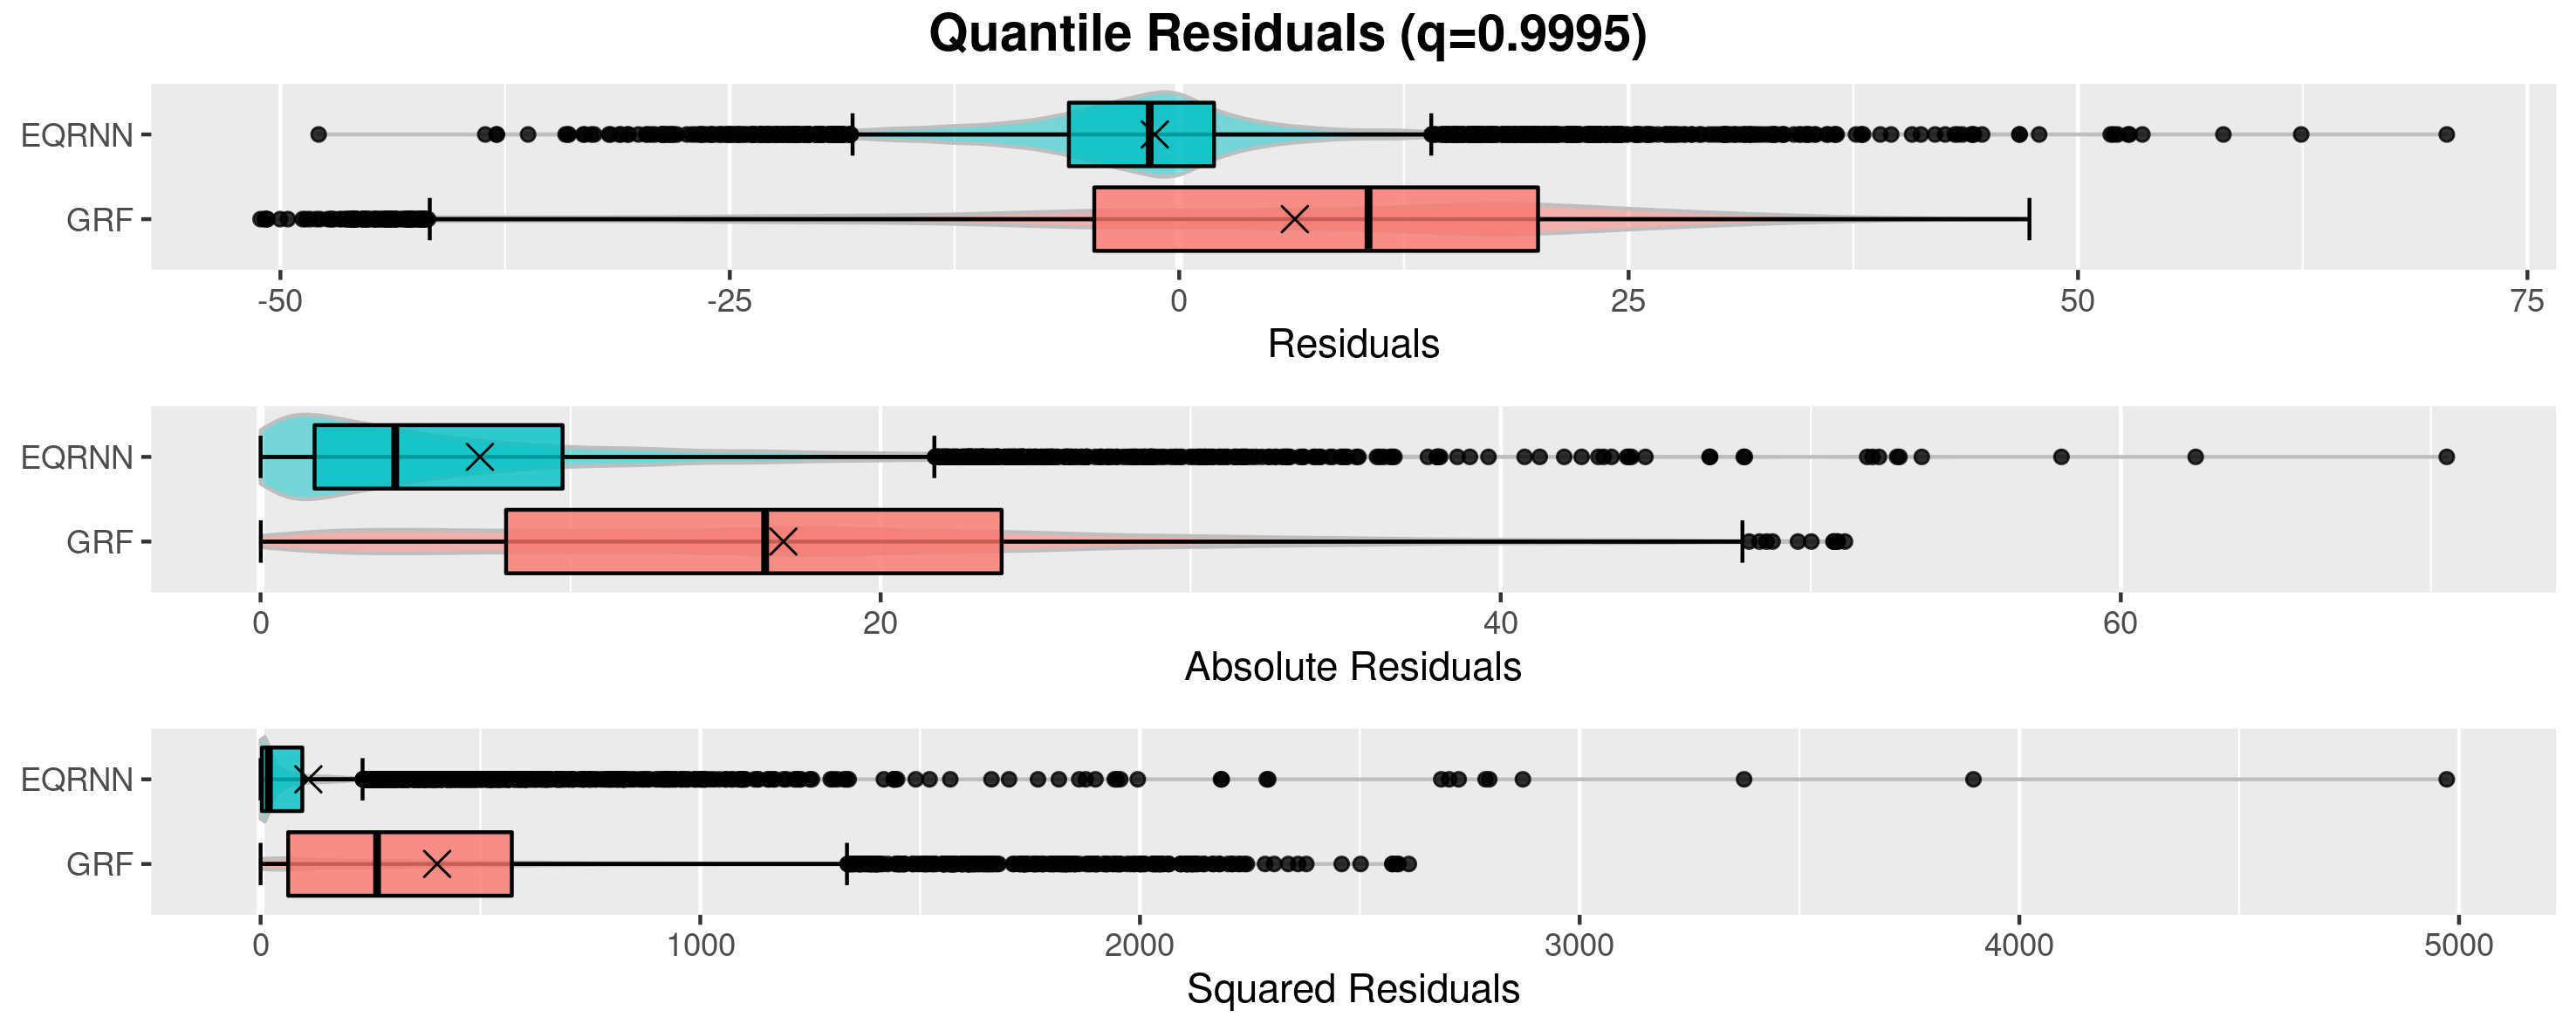 Quantile Residuals (q=0.9995)
EQRNN
GRF
-50 -25 0 25 50 75
Residuals
EQRNN
GRF
0 20 40 60
Absolute Residuals
EQRNN
GRF
0 1000 2000 3000 4000 5000
Squared Residuals